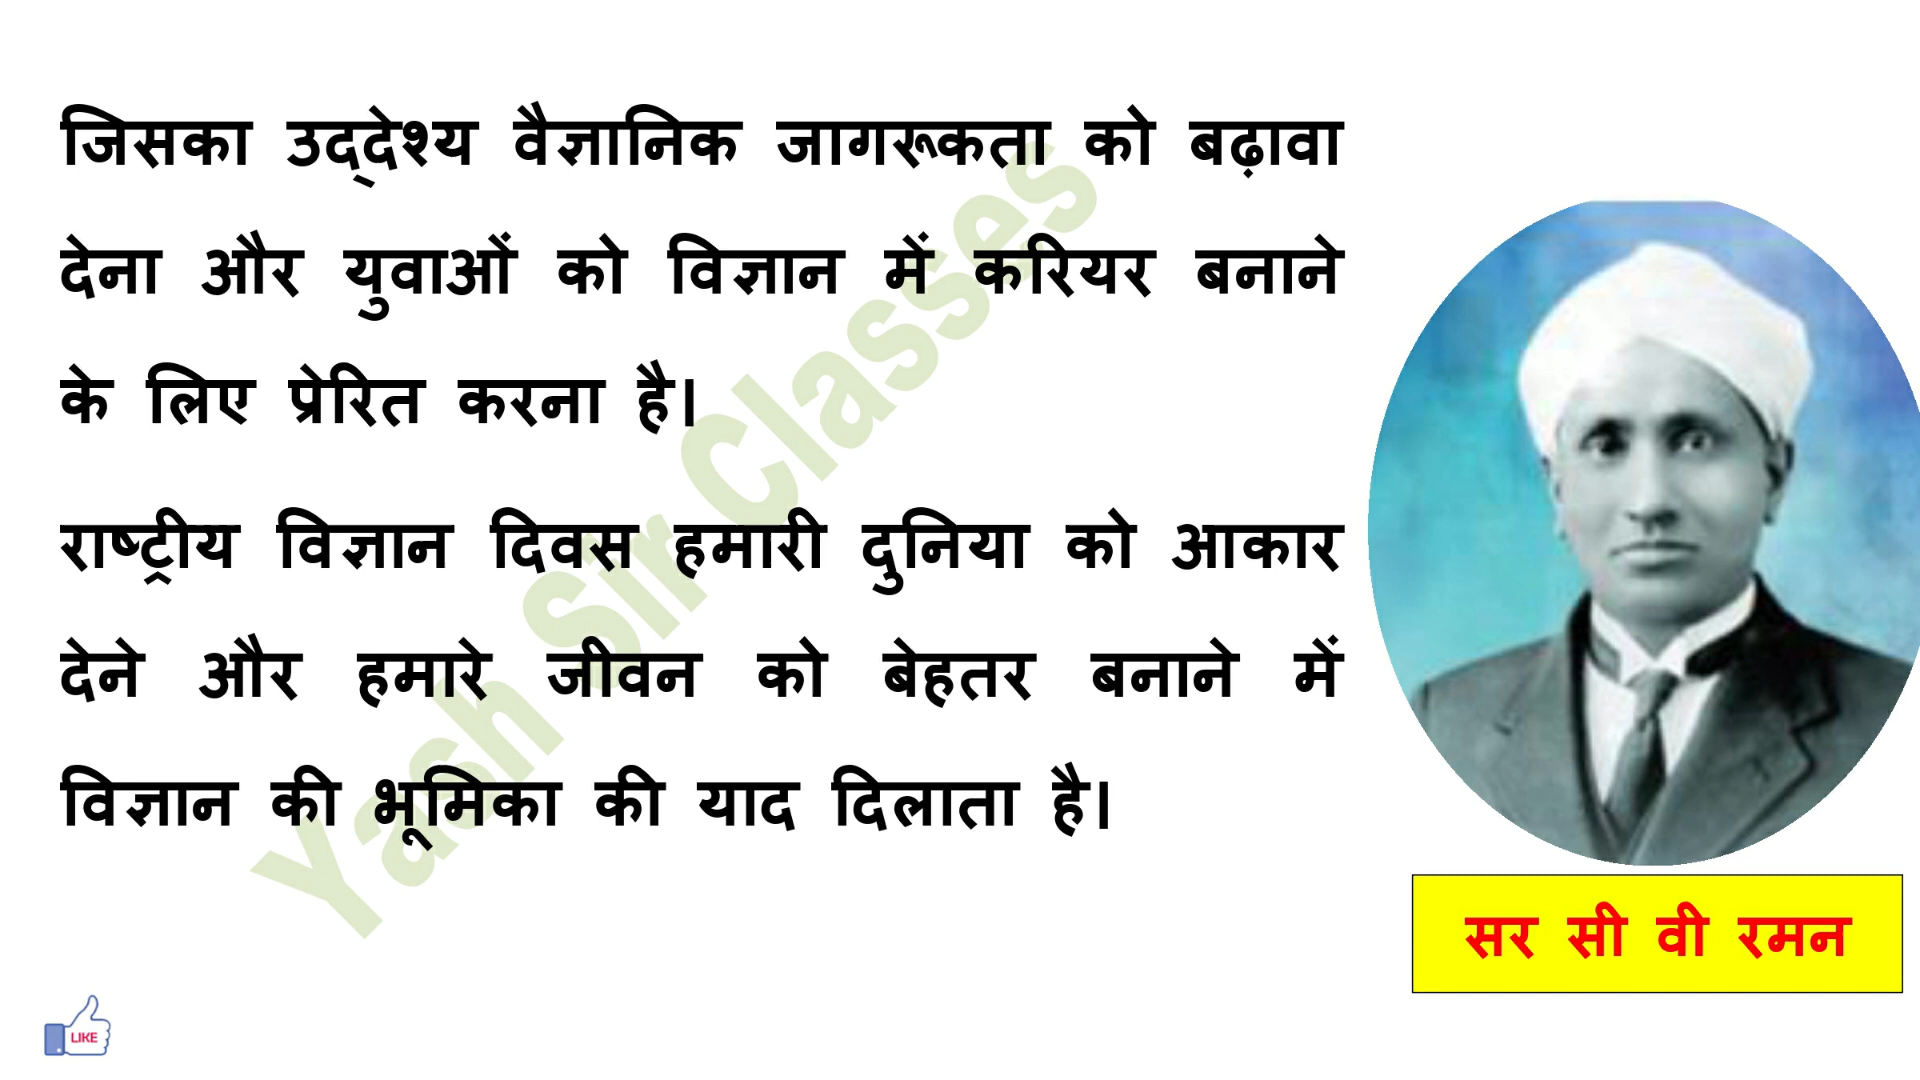 जिसका उद्देश्य वैज्ञानिक जागरूकता को बढ़ावा
देना और युवाओं को विज्ञान में करियर बनाने
के लिए प्रेरित करना है।
राष्ट्रीय विज्ञान दिवस हमारी दुनिया को आकार
देने और हमारे जीवन को बेहतर बनाने में
विज्ञान की भूमिका की याद दिलाता है।
Yash Sir Classes
सर सी वी रमन
LIKE